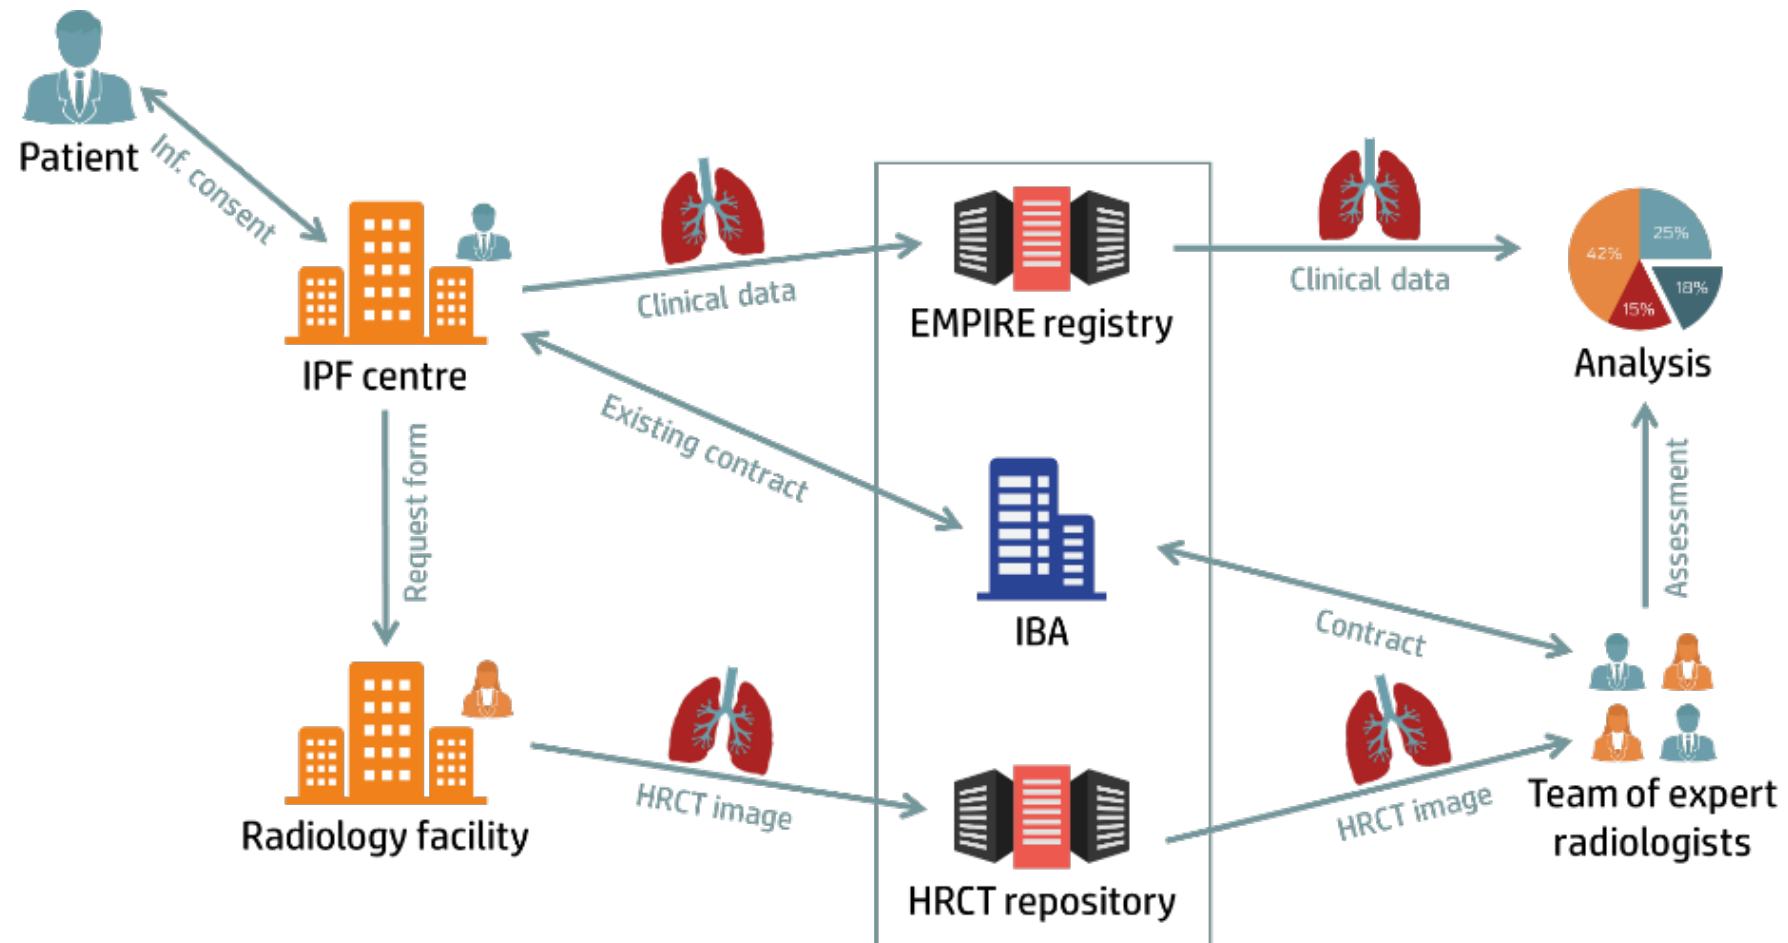 Patient
Inf. consent
IPF centre
Clinical data
EMPIRE registry
Clinical data
25%
42%
18%
15%
Analysis
Existing contract
Request form
IBA
Contract
Assessment
Radiology facility
HRCT image
HRCT repository
HRCT image
Team of expert
radiologists